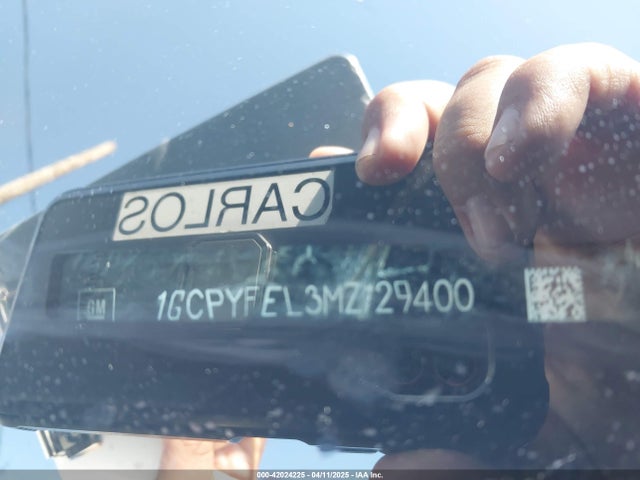 CARLOS
GM
1GCPYFEL3MZ129400
000-42024225 - 04/11/2025 - IAA Inc.